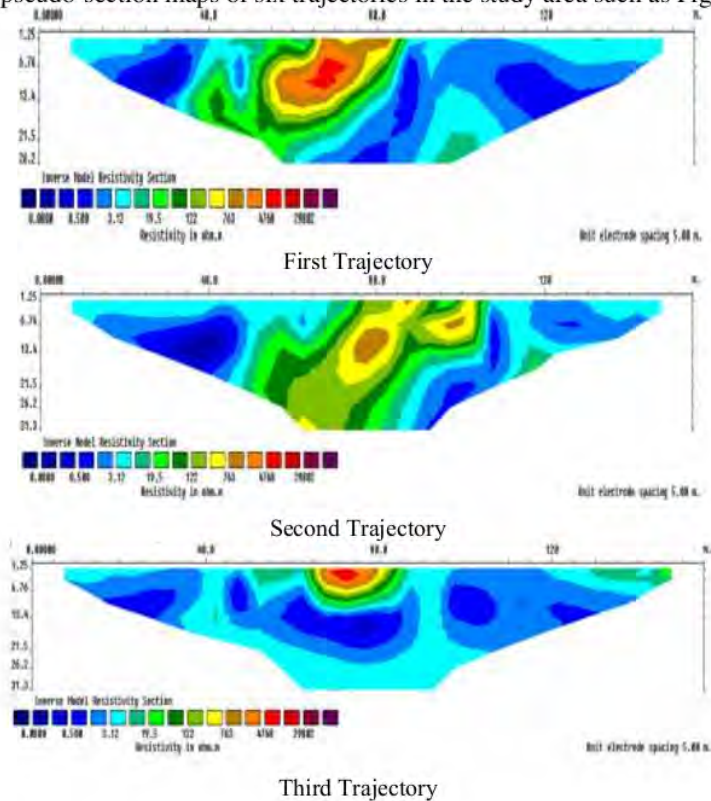 pseudo-section maps of six trajectories in the study area such as Fig
0.00000 40.0 80.0 120 m.
1.25
6.76
13.4
21.5
26.2
Inverse Model Resistivity Section
0.0800 0.500 3.12 19.5 122 763 4760 29802
Resistivity in ohm.m
Unit electrode spacing 5.00 m.
First Trajectory
0.00000 40.0 80.0 120 m.
1.25
6.76
13.4
21.5
26.2
31.3
Inverse Model Resistivity Section
0.0800 0.500 3.12 19.5 122 763 4760 29802
Resistivity in ohm.m
Unit electrode spacing 5.00 m.
Second Trajectory
0.00000 40.0 80.0 120 m.
1.25
6.76
13.4
21.5
26.2
31.3
Inverse Model Resistivity Section
0.0800 0.500 3.12 19.5 122 763 4760 29802
Resistivity in ohm.m
Unit electrode spacing 5.00 m.
Third Trajectory